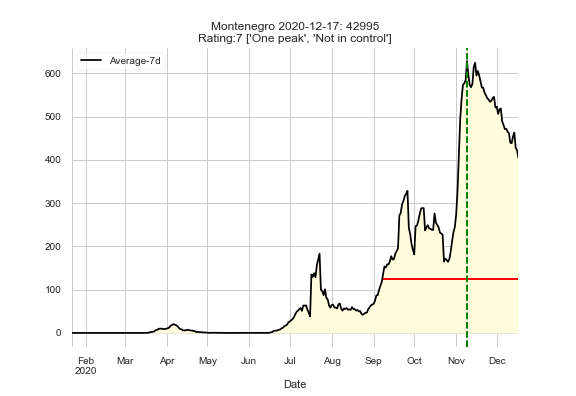 Montenegro 2020-12-17: 42995
Rating:7 ['One peak', 'Not in control']
Average-7d
600
500
400
300
200
100
0
Feb Mar Apr May Jun Jul Aug Sep Oct Nov Dec
2020
Date